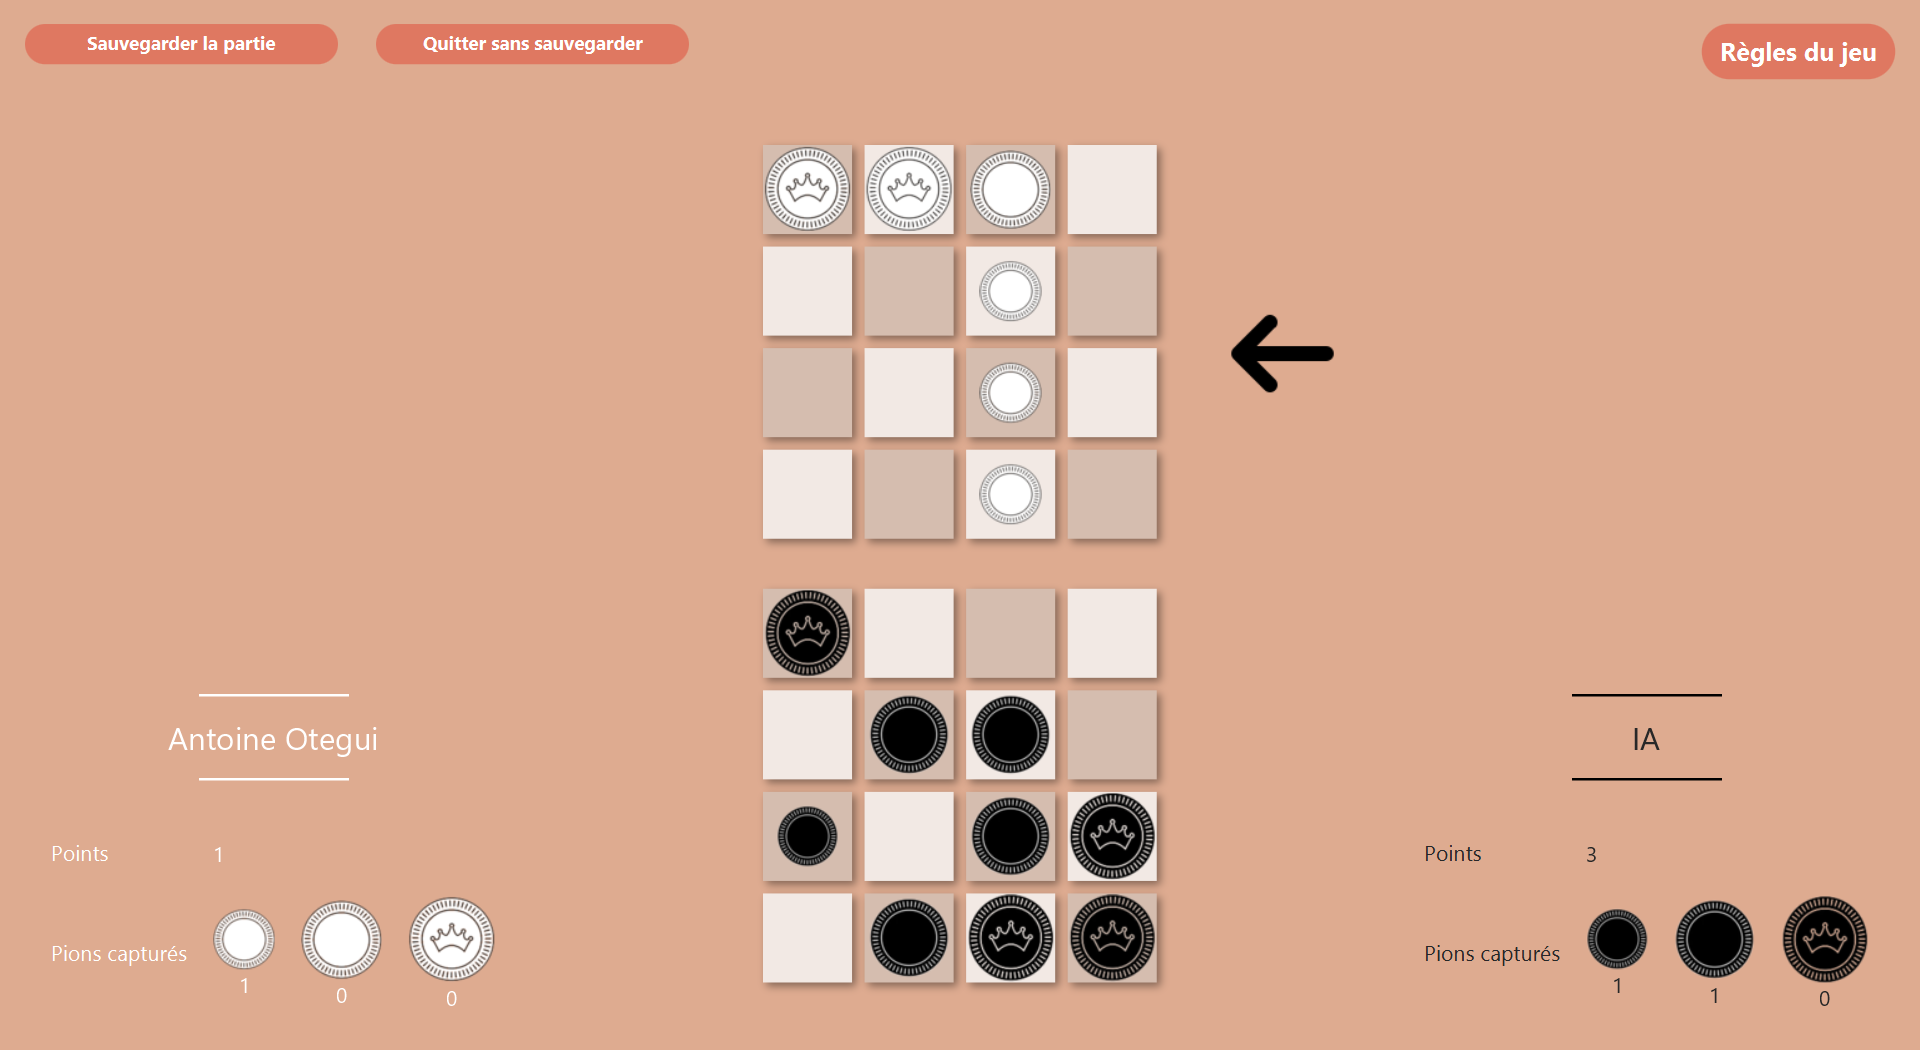 Sauvegarder la partie
Quitter sans sauvegarder
Règles du jeu
Antoine Otegui
Points 1
Pions capturés
1
0
0
IA
Points 3
Pions capturés
1
1
0